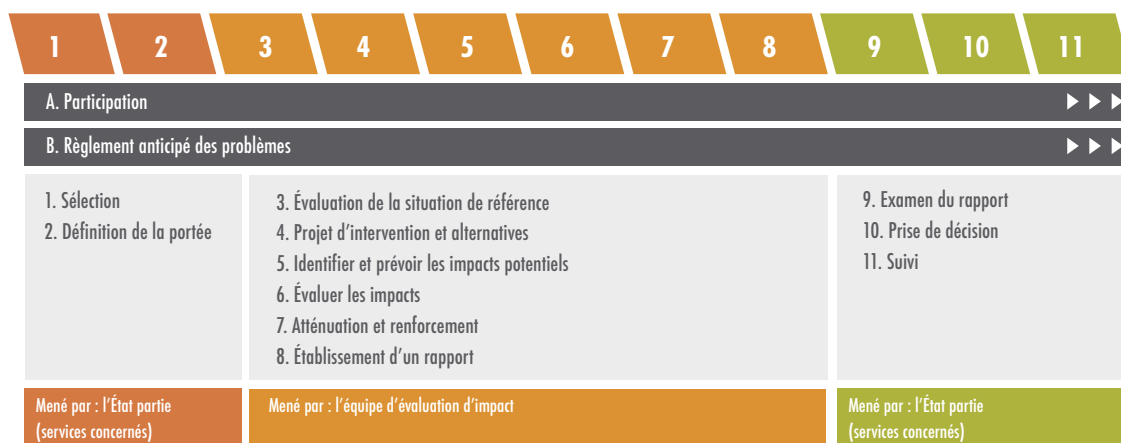 1 2 3 4 5 6 7 8 9 10 11
A. Participation
B. Règlement anticipé des problèmes
1. Sélection
2. Définition de la portée
3. Évaluation de la situation de référence
4. Projet d'intervention et alternatives
5. Identifier et prévoir les impacts potentiels
6. Évaluer les impacts
7. Atténuation et renforcement
8. Établissement d'un rapport
9. Examen du rapport
10. Prise de décision
11. Suivi
Mené par : l'État partie
(services concernés)
Mené par : l'équipe d'évaluation d'impact
Mené par : l'État partie
(services concernés)